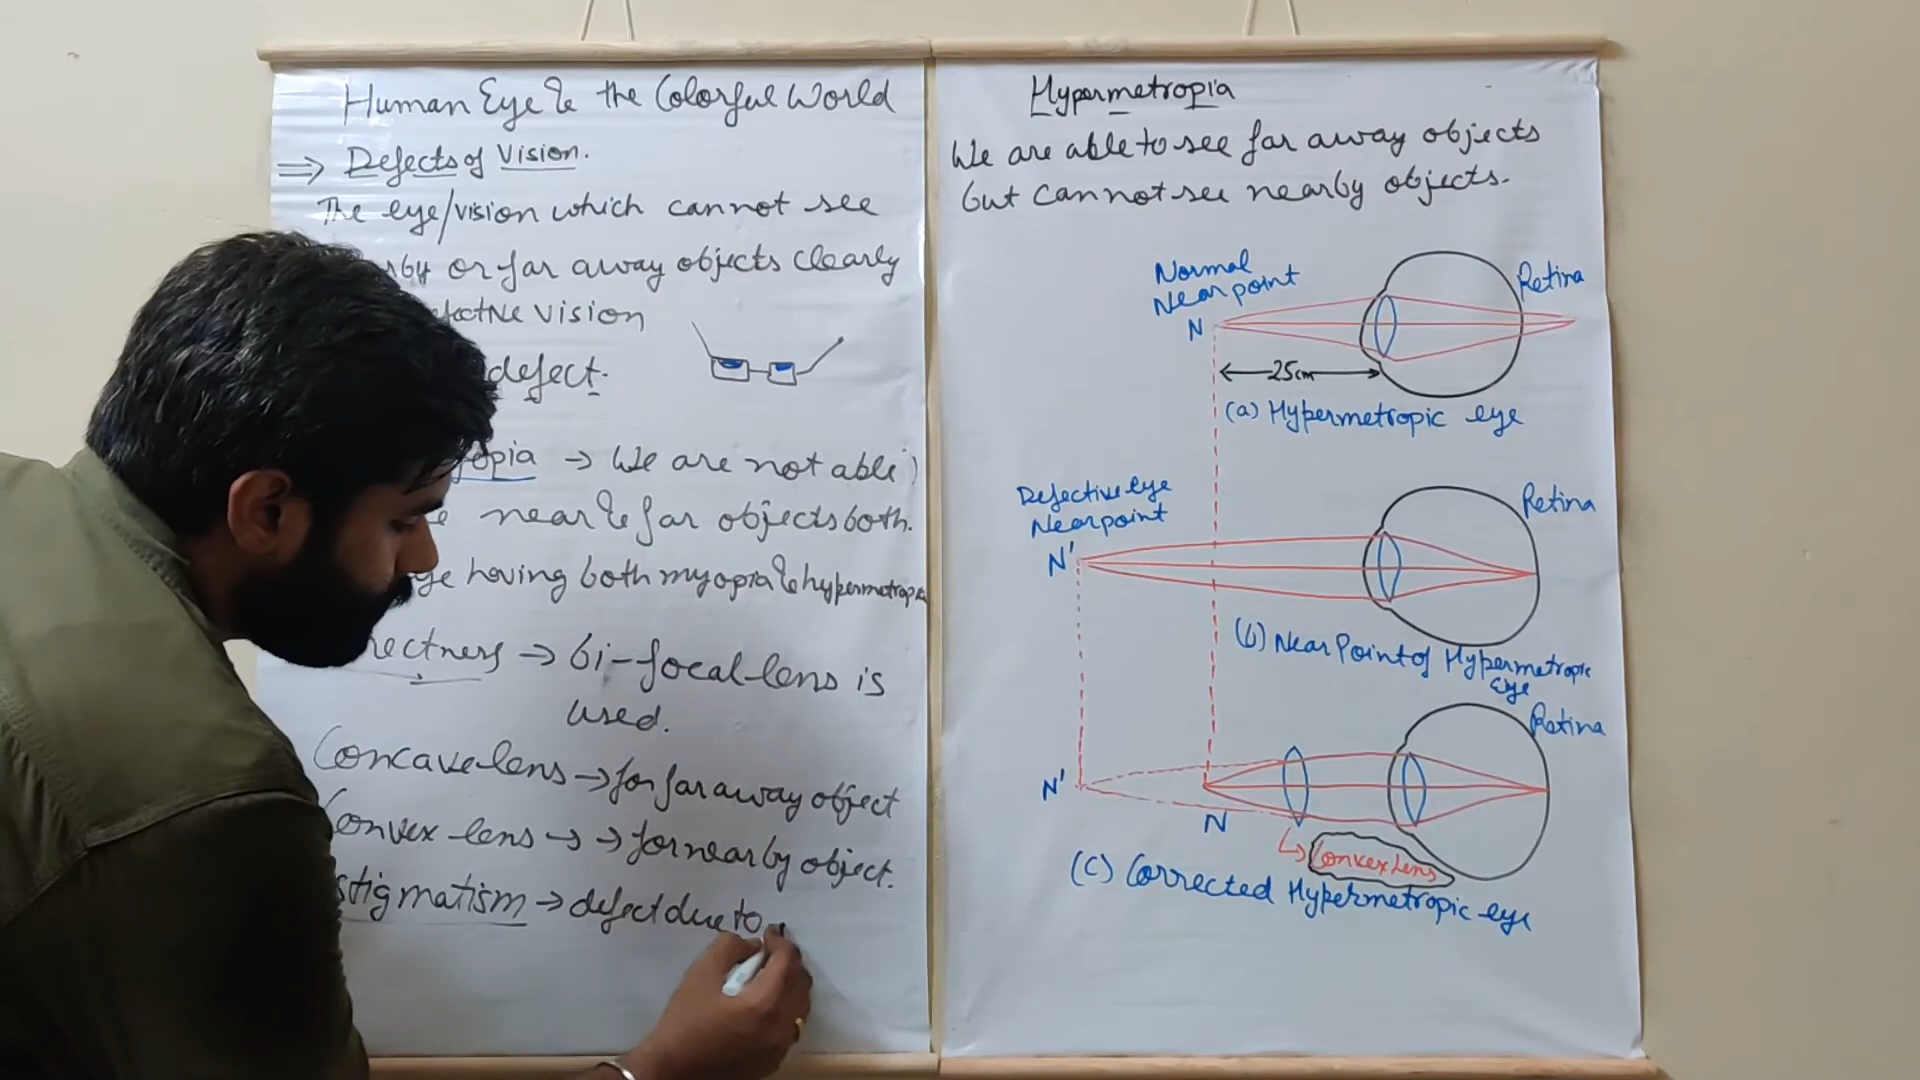 Human Eye & the Colorful World
⇒ Defects of Vision.
The eye/vision which cannot see
or far away objects clearly
vision
defect.
→ We are not able
near & far objects both.
having both myopia & hypermetropia
→ bi-focal lens is
used.
Concave lens → for far away object
Convex lens → → for nearby object.
→ defect due to
Hypermetropia
We are able to see far away objects
but cannot see nearby objects.
Normal
Near point
N
Retina
25cm
(a) Hypermetropic eye
Defective eye
Near point
N'
Retina
(b) Near Point of Hypermetropic
eye
Retina
N'
N
Convex Lens
(c) Corrected Hypermetropic eye